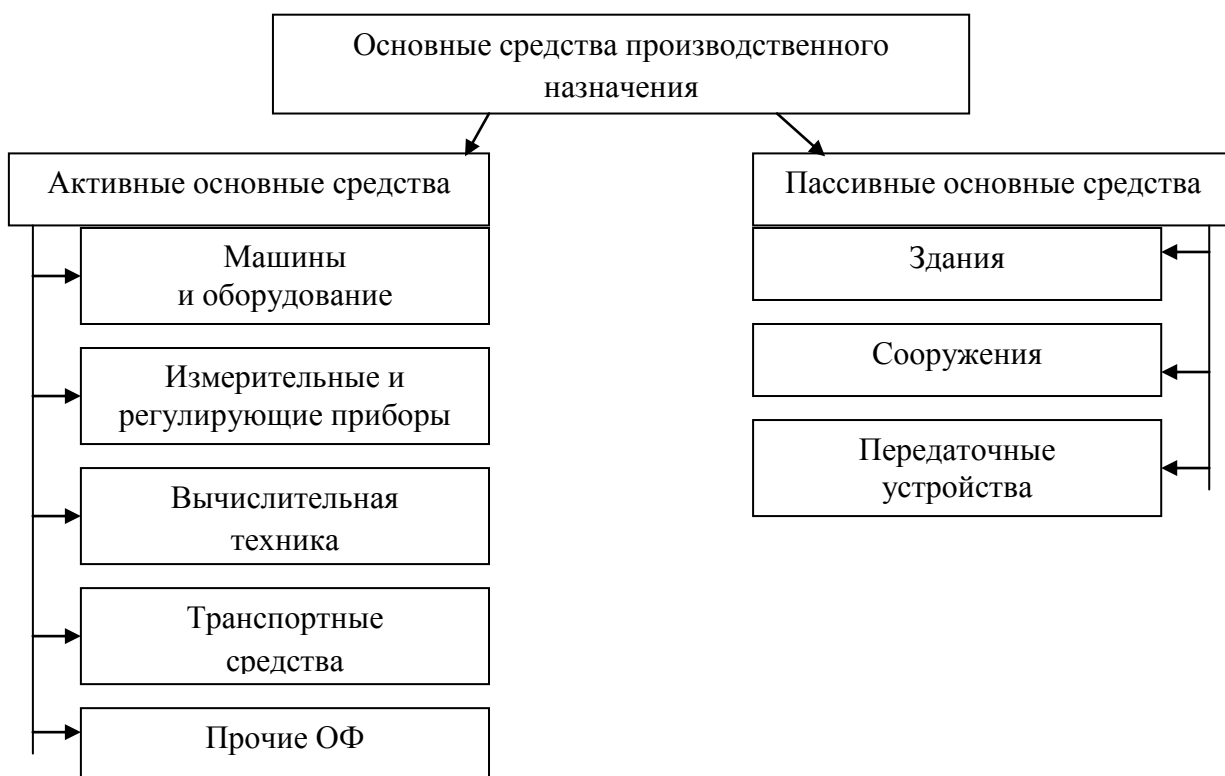 Основные средства производственного
назначения
Активные основные средства
Пассивные основные средства
Машины
и оборудование
Здания
Измерительные и
регулирующие приборы
Сооружения
Вычислительная
техника
Передаточные
устройства
Транспортные
средства
Прочие ОФ